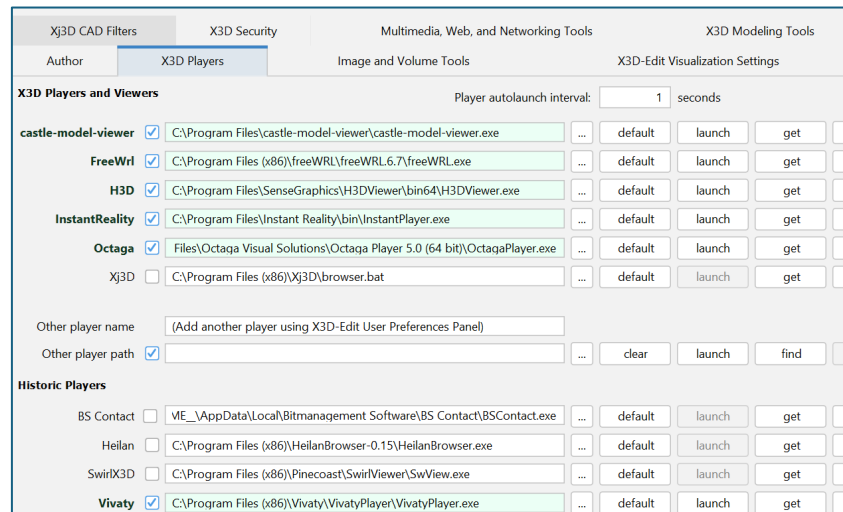 Xj3D CAD Filters X3D Security Multimedia, Web, and Networking Tools X3D Modeling Tools
Author X3D Players Image and Volume Tools X3D-Edit Visualization Settings
X3D Players and Viewers Player autolaunch interval: 1 seconds
castle-model-viewer C:\Program Files\castle-model-viewer\castle-model-viewer.exe ... default launch get
FreeWrl C:\Program Files (x86)\freeWRL\freeWRL.6.7\freeWRL.exe ... default launch get
H3D C:\Program Files\SenseGraphics\H3DViewer\bin64\H3DViewer.exe ... default launch get
InstantReality C:\Program Files\Instant Reality\bin\InstantPlayer.exe ... default launch get
Octaga Files\Octaga Visual Solutions\Octaga Player 5.0 (64 bit)\OctagaPlayer.exe ... default launch get
Xj3D C:\Program Files (x86)\Xj3D\browser.bat ... default launch get
Other player name (Add another player using X3D-Edit User Preferences Panel)
Other player path ... clear launch find
Historic Players
BS Contact ME__\AppData\Local\Bitmanagement Software\BS Contact\BSContact.exe ... default launch get
Heilan C:\Program Files (x86)\HeilanBrowser-0.15\HeilanBrowser.exe ... default launch get
SwirlX3D C:\Program Files (x86)\Pinecoast\SwirlViewer\SwView.exe ... default launch get
Vivaty C:\Program Files (x86)\Vivaty\VivatyPlayer\VivatyPlayer.exe ... default launch get